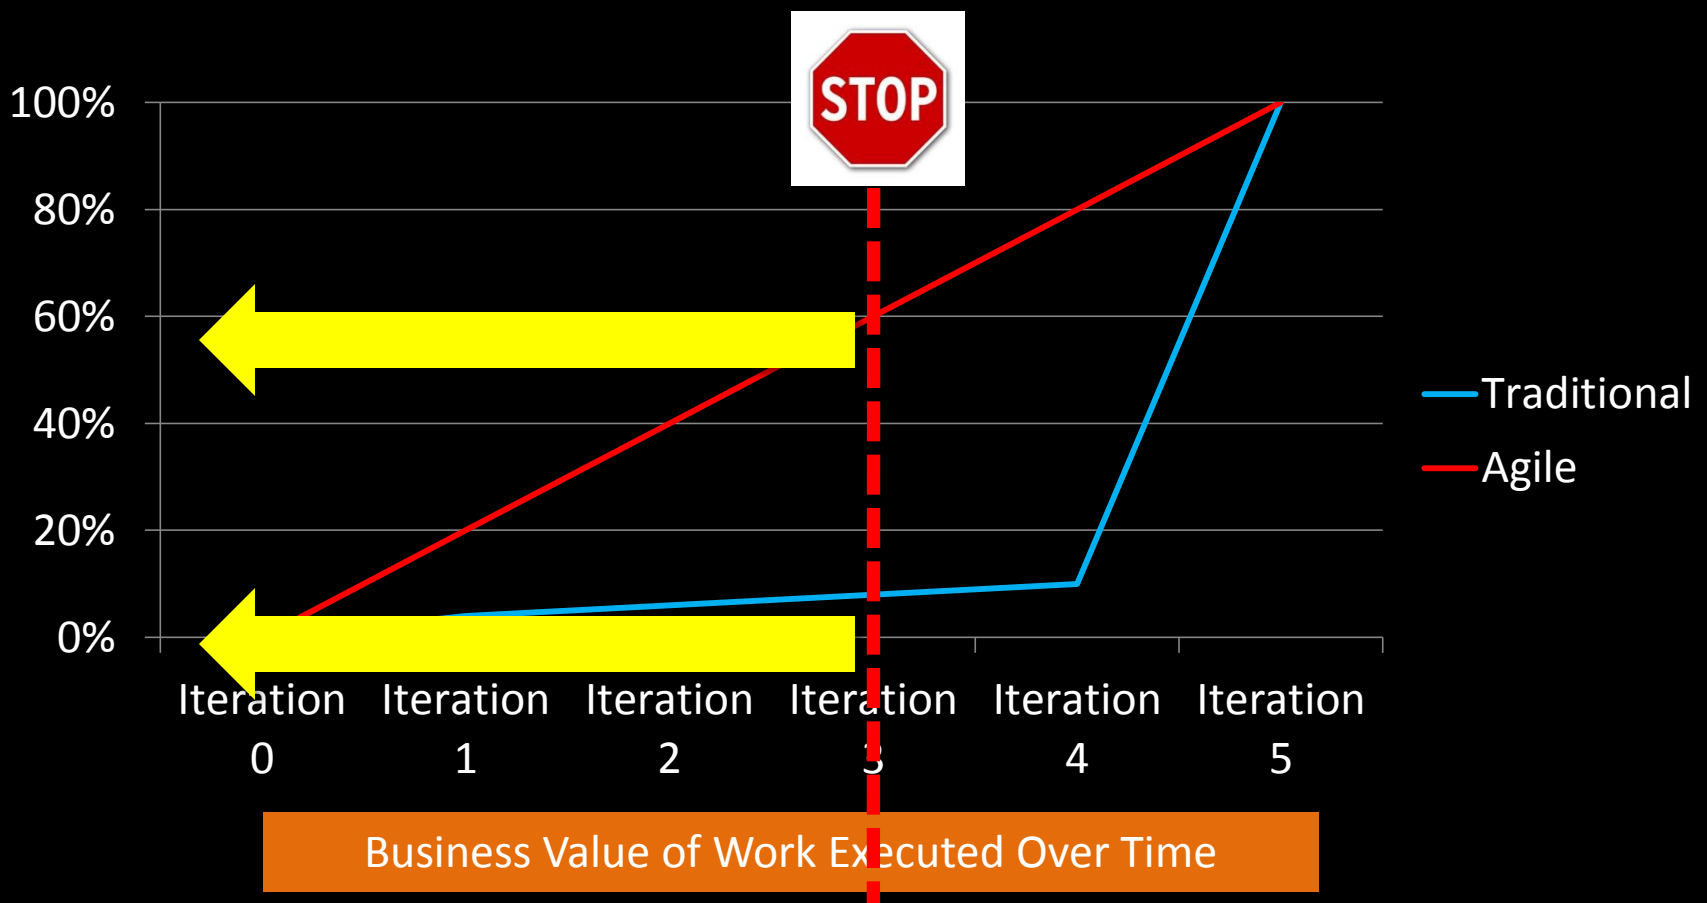 STOP
100%
80%
60%
40%
20%
0%
Traditional
Agile
Iteration
0
Iteration
1
Iteration
2
Iteration
3
Iteration
4
Iteration
5
Business Value of Work Executed Over Time